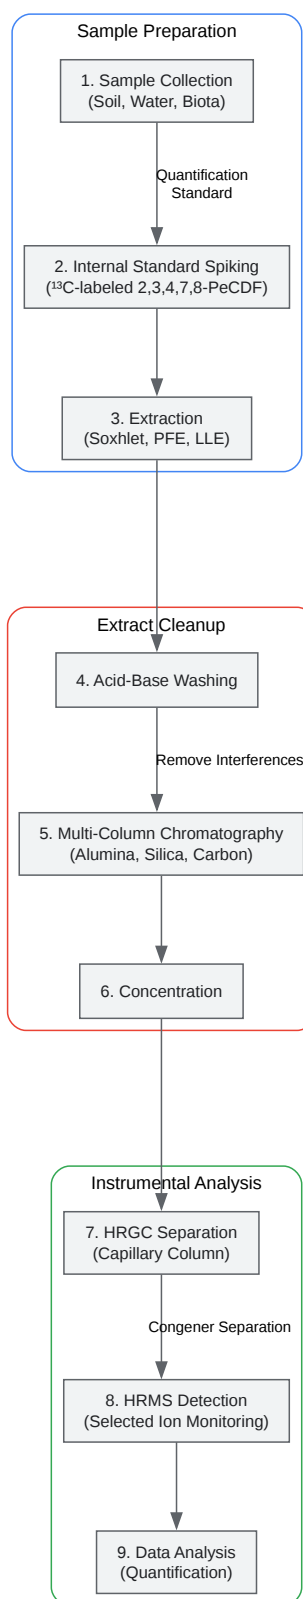 Sample Preparation
1. Sample Collection
(Soil, Water, Biota)
Quantification
Standard
2. Internal Standard Spiking
(¹³C-labeled 2,3,4,7,8-PeCDF)
3. Extraction
(Soxhlet, PFE, LLE)
Extract Cleanup
4. Acid-Base Washing
Remove Interferences
5. Multi-Column Chromatography
(Alumina, Silica, Carbon)
6. Concentration
Instrumental Analysis
7. HRGC Separation
(Capillary Column)
Congener Separation
8. HRMS Detection
(Selected Ion Monitoring)
9. Data Analysis
(Quantification)